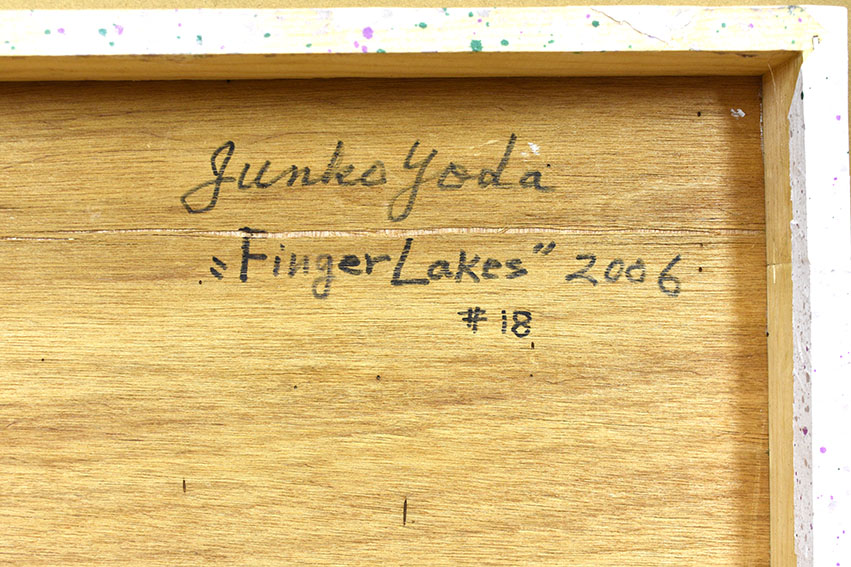 Junko Yoda
"Finger Lakes" 2006
#18